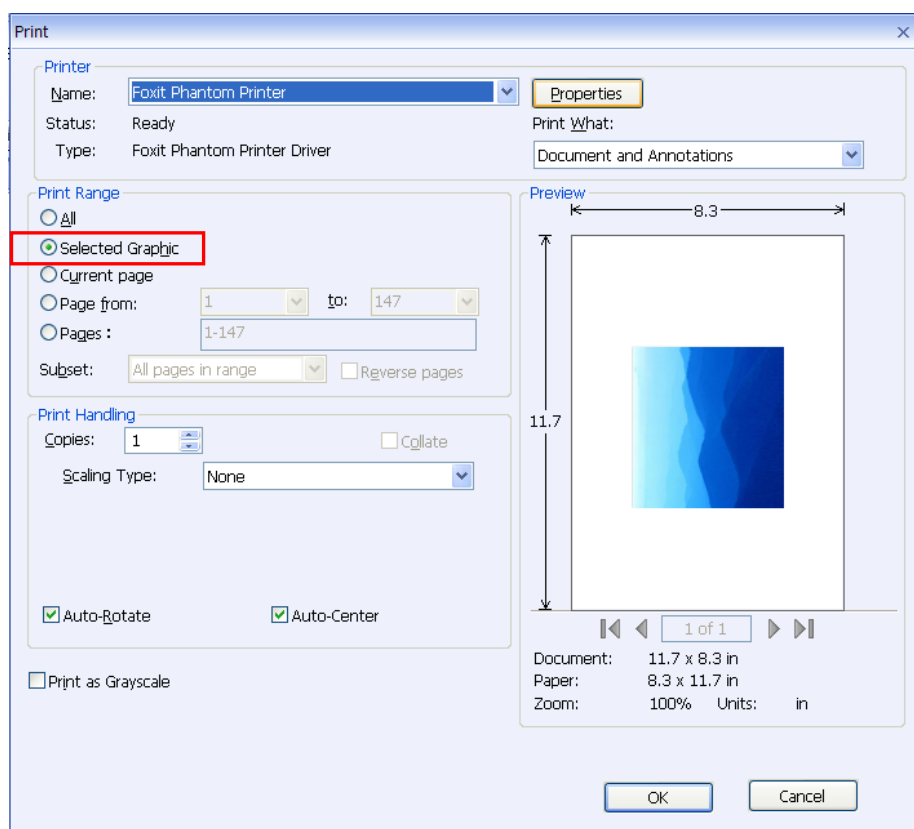 Print
Printer
Name: Foxit Phantom Printer Properties
Status: Ready Print What:
Type: Foxit Phantom Printer Driver Document and Annotations
Print Range
All
Selected Graphic
Current page
Page from: 1 to: 147
Pages : 1-147
Subset: All pages in range Reverse pages
Print Handling
Copies: 1 Collate
Scaling Type: None
Auto-Rotate Auto-Center
Print as Grayscale
Preview
8.3
11.7
1 of 1
Document: 11.7 x 8.3 in
Paper: 8.3 x 11.7 in
Zoom: 100% Units: in
OK Cancel